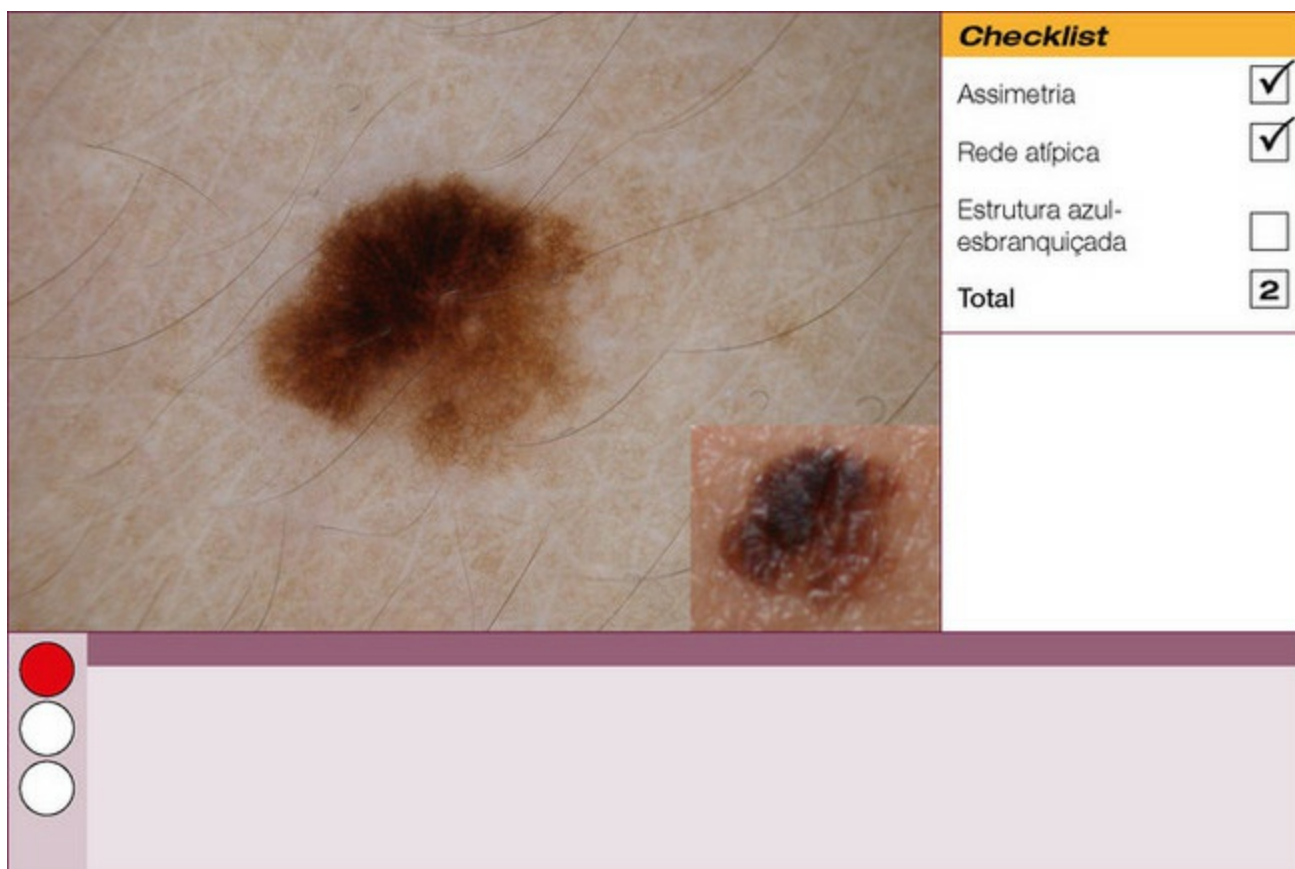 Checklist
Assimetria
Rede atípica
Estrutura azul-
esbranquiçada
Total 2